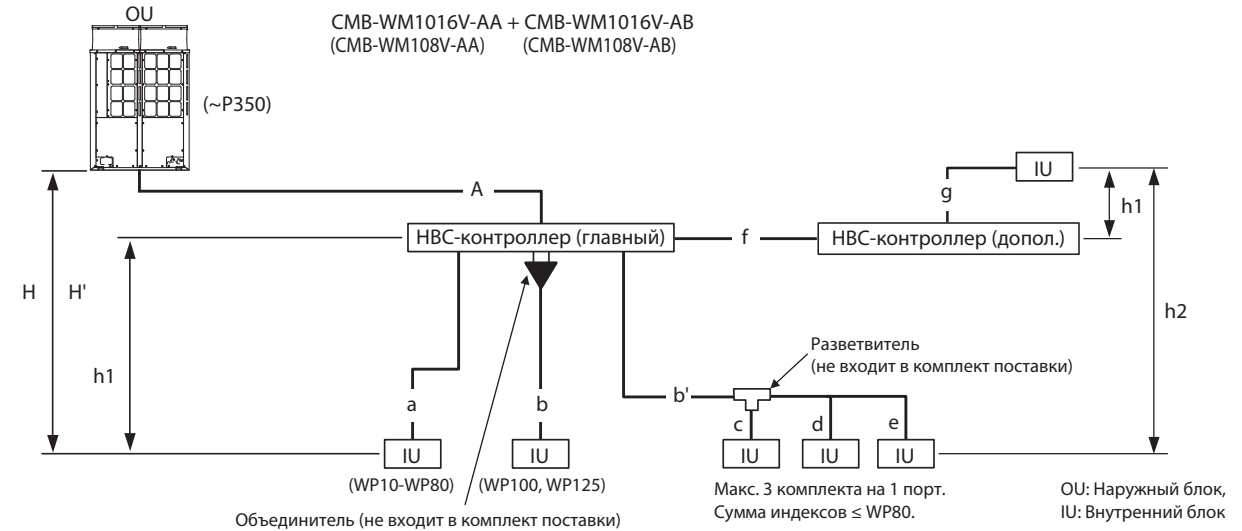 OU
CMB-WM1016V-AA + CMB-WM1016V-AB
(CMB-WM108V-AA) (CMB-WM108V-AB)
(~P350)
IU
A
g
h1
НВС-контроллер (главный)
f
НВС-контроллер (допол.)
H
H'
h2
h1
Разветвитель
(не входит в комплект поставки)
a
b
b'
c
d
e
IU
IU
IU
IU
IU
(WP10-WP80)
(WP100, WP125)
Макс. 3 комплекта на 1 порт.
Сумма индексов ≤ WP80.
OU: Наружный блок,
IU: Внутренний блок
Объединитель (не входит в комплект поставки)